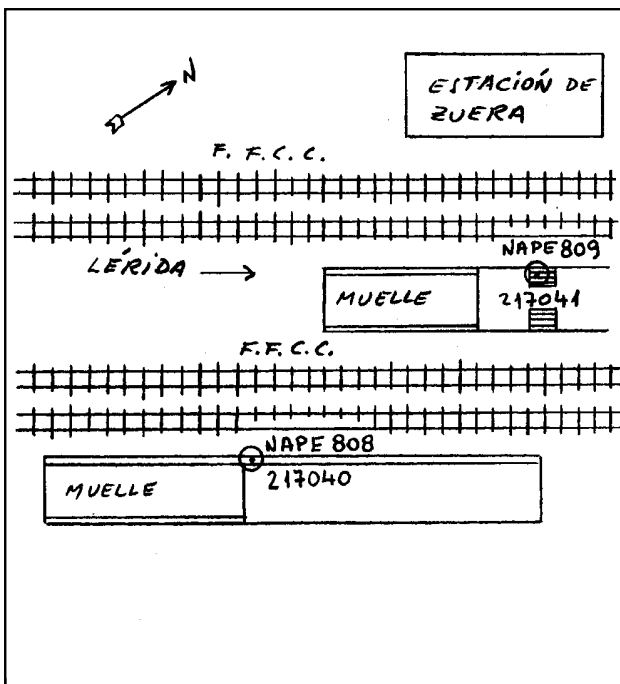 N
ESTACIÓN DE
ZUERA
F. F.C.C.
NAPE 809
LÉRIDA
MUELLE
217041
F.F.C.C.
NAPE 808
MUELLE
217040